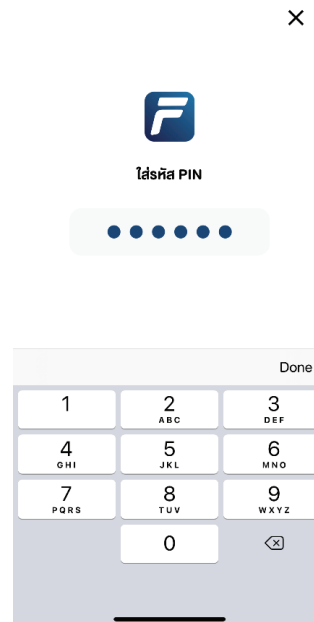 ใส่รหัส PIN
Done
1 2 3
ABC DEF
4 5 6
GHI JKL MNO
7 8 9
PQRS TUV WXYZ
0